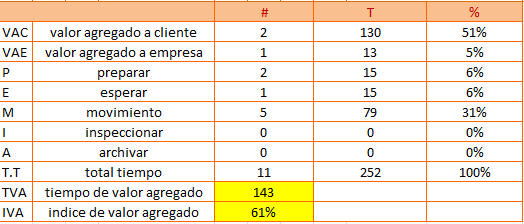 # T %
VAC valor agregado a cliente 2 130 51%
VAE valor agregado a empresa 1 13 5%
P preparar 2 15 6%
E esperar 1 15 6%
M movimiento 5 79 31%
I inspeccionar 0 0 0%
A archivar 0 0 0%
T.T total tiempo 11 252 100%
TVA tiempo de valor agregado 143
IVA indice de valor agregado 61%